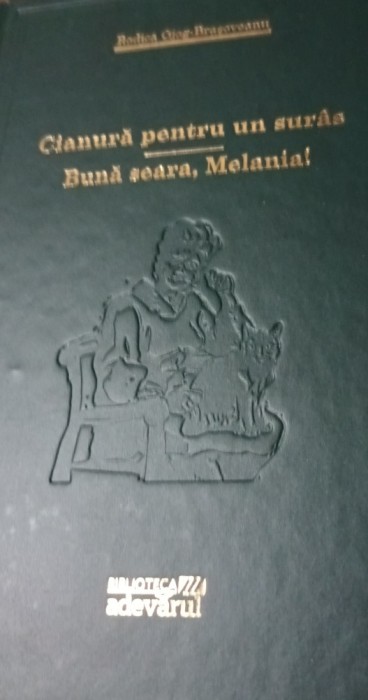 Rodica Ojog-Brașoveanu
Cianură pentru un surâs
Bună seara, Melania!
BIBLIOTECA
adevărul